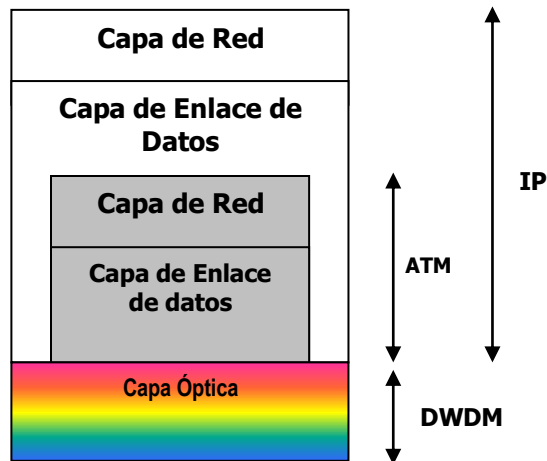 Capa de Red
Capa de Enlace de
Datos
Capa de Red
Capa de Enlace
de datos
Capa Óptica
IP
ATM
DWDM